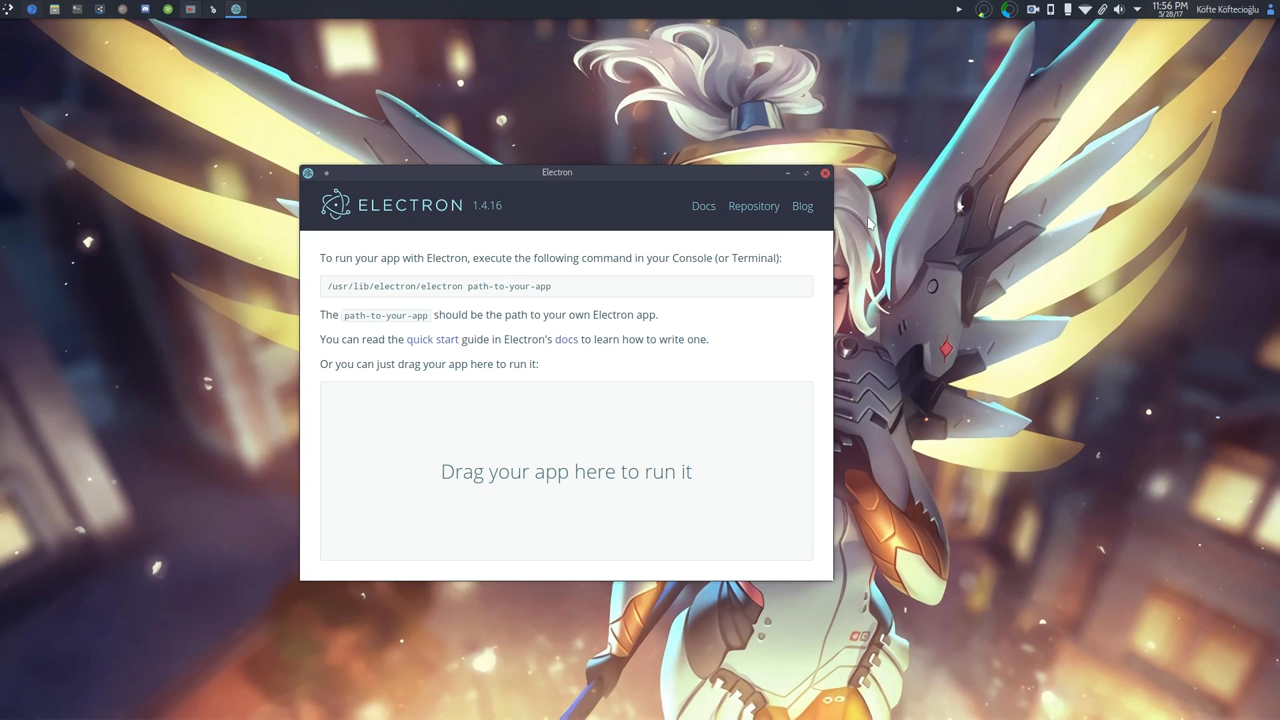 11:56 PM
5/28/17
Köfte Köftecioğlu
Electron
ELECTRON 1.4.16
Docs Repository Blog
To run your app with Electron, execute the following command in your Console (or Terminal):
/usr/lib/electron/electron path-to-your-app
The path-to-your-app should be the path to your own Electron app.
You can read the quick start guide in Electron's docs to learn how to write one.
Or you can just drag your app here to run it:
Drag your app here to run it